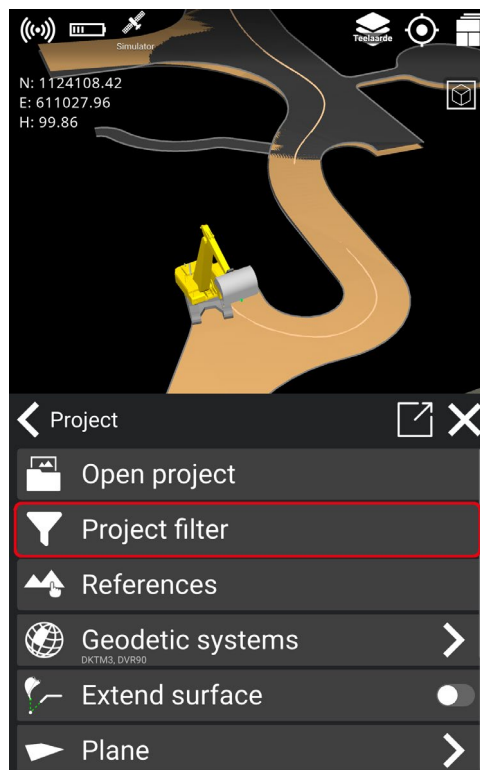 Simulator
Teelaarde
N: 1124108.42
E: 611027.96
H: 99.86
Project
Open project
Project filter
References
Geodetic systems
DKTM3, DVR90
Extend surface
Plane